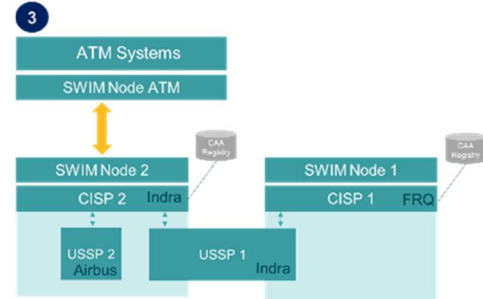 3
ATM Systems
SWIM Node ATM
CAA
Registry
CAA
Registry
SWIM Node 2
SWIM Node 1
CISP 2 Indra
CISP 1 FRQ
USSP 2
Airbus
USSP 1
Indra